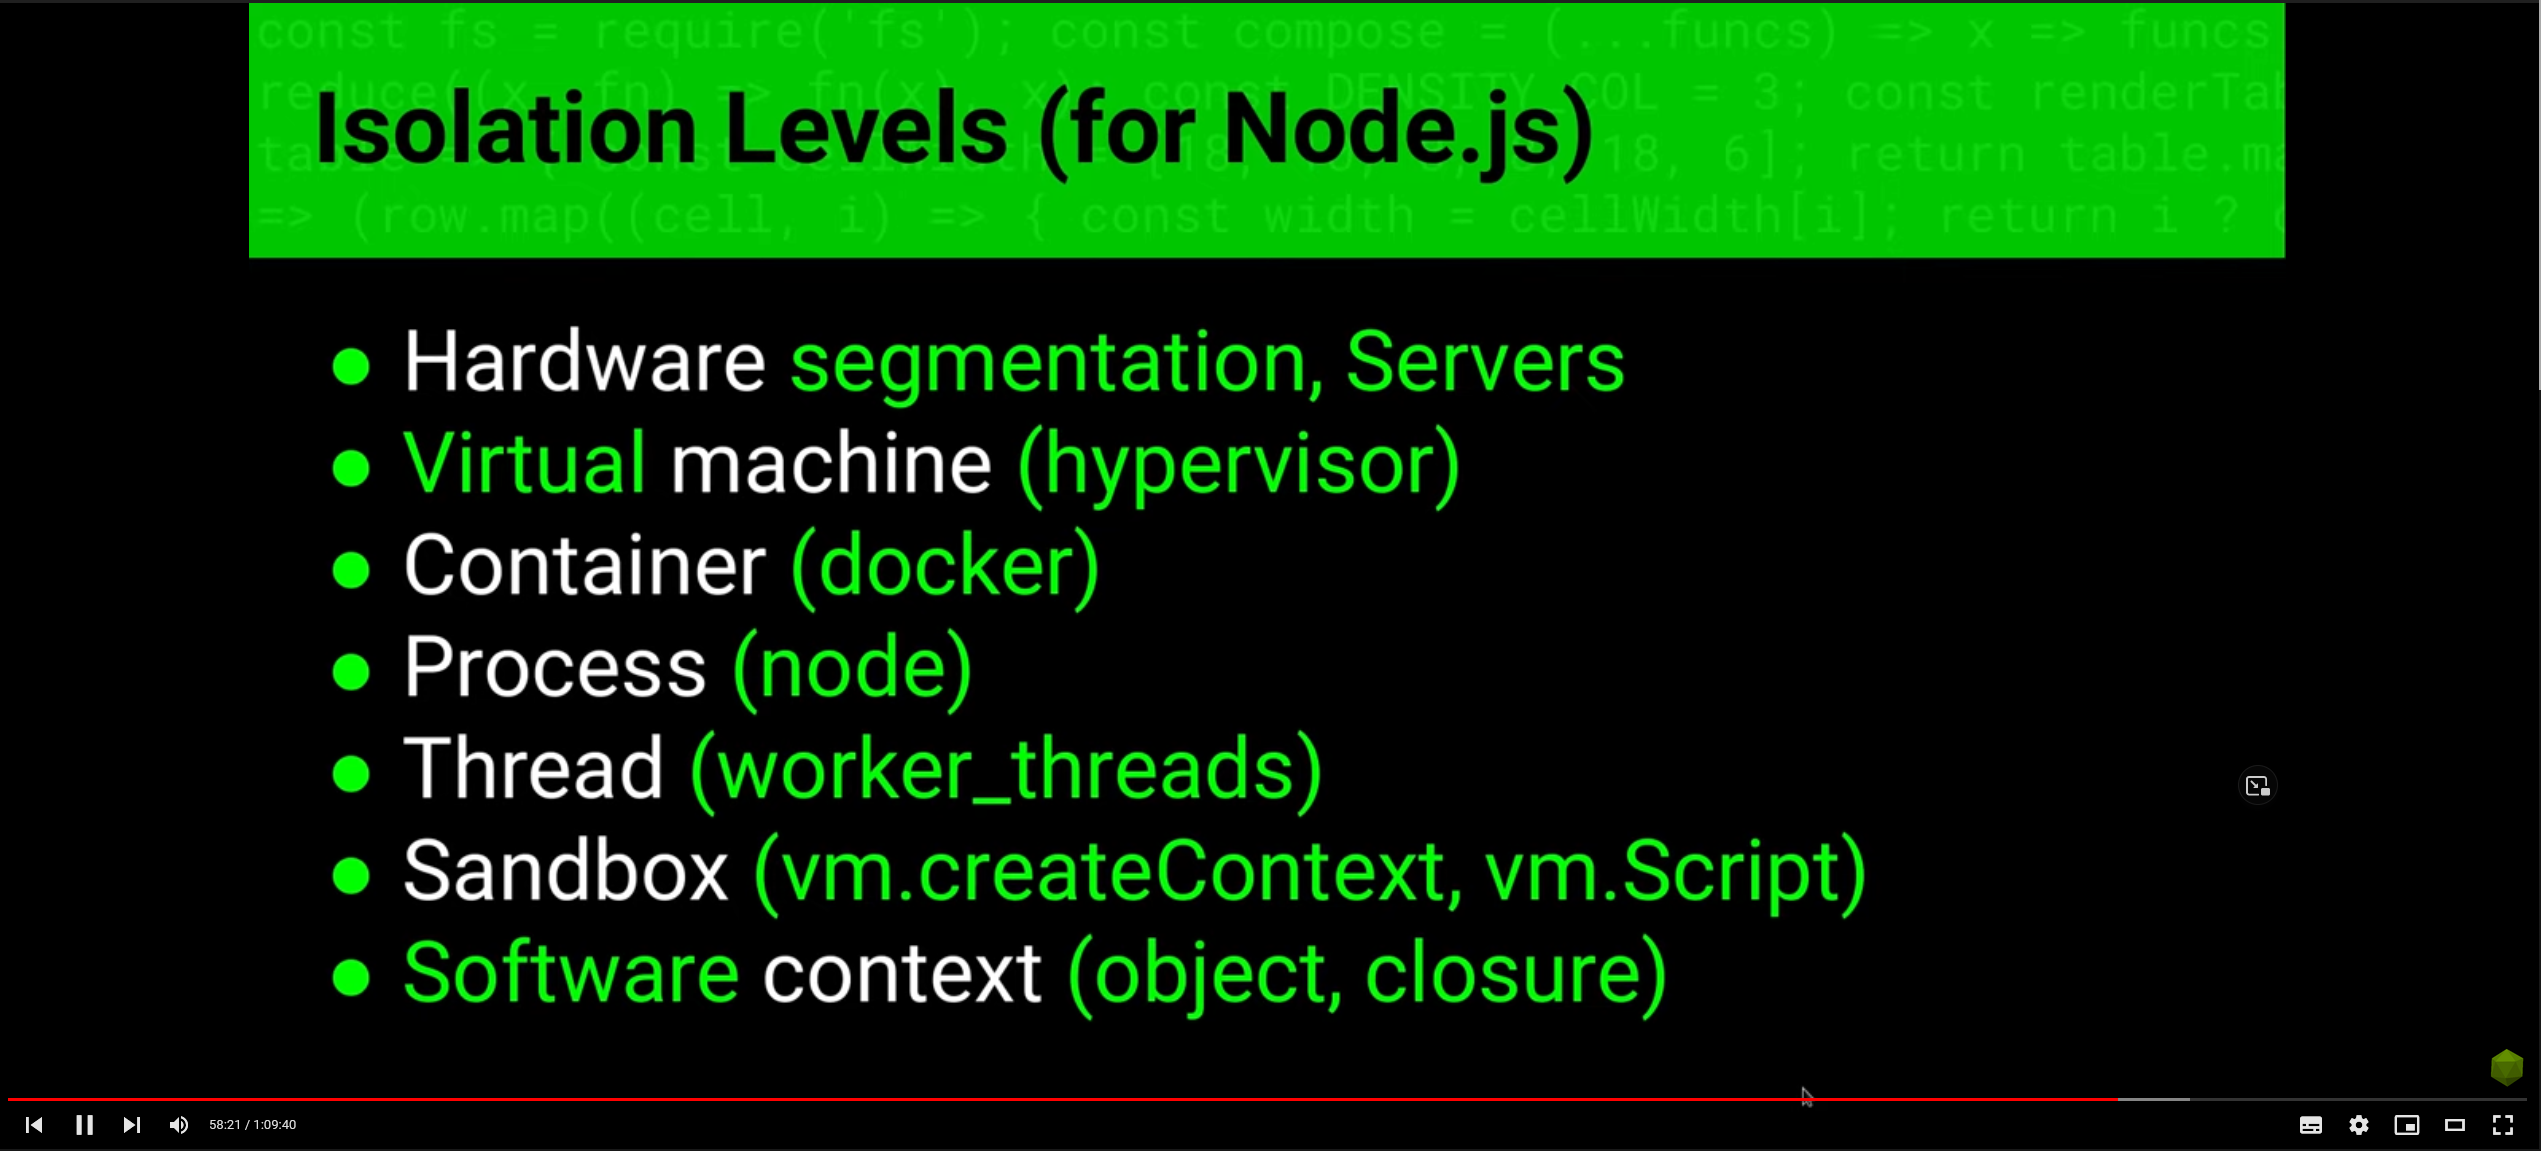 const fs = require('fs'); const compose = (...funcs) => x => funcs
reduce((x, fn) => fn(x), x); const DENSITY_COL = 3; const renderTab
Isolation Levels (for Node.js)
18, 6]; return table.ma
=> (row.map((cell, i) => { const width = cellWidth[i]; return i ?
Hardware segmentation, Servers
Virtual machine (hypervisor)
Container (docker)
Process (node)
Thread (worker_threads)
Sandbox (vm.createContext, vm.Script)
Software context (object, closure)
58:21 / 1:09:40